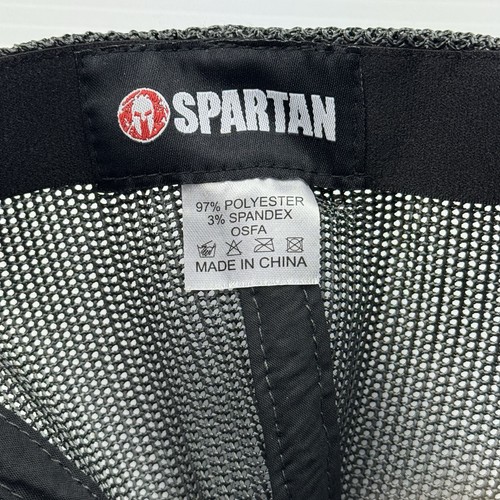 SPARTAN
97% POLYESTER
3% SPANDEX
OSFA
MADE IN CHINA